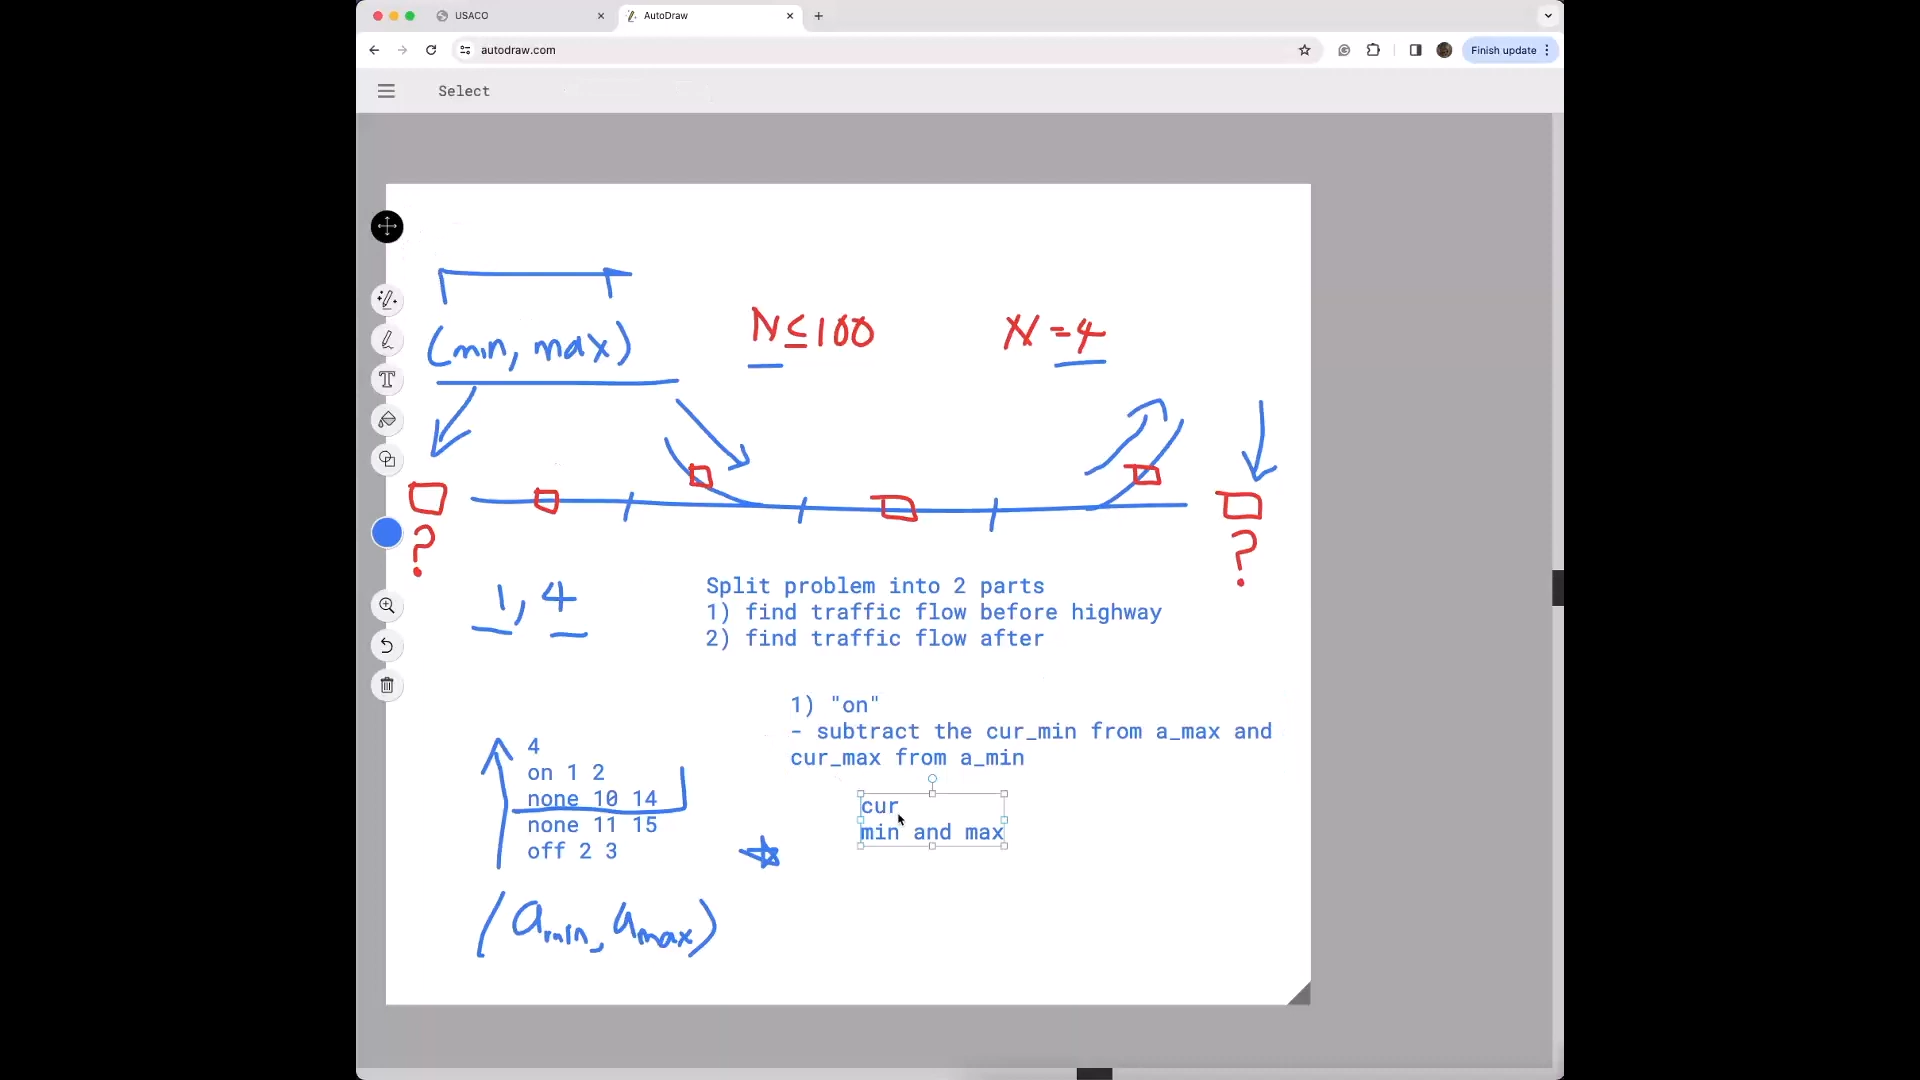 USACO
AutoDraw
autodraw.com
Finish update
Select
(min, max)
N≤100
N=4
?
?
1, 4
Split problem into 2 parts
1) find traffic flow before highway
2) find traffic flow after
1) "on"
- subtract the cur_min from a_max and
cur_max from a_min
cur
min and max
4
on 1 2
none 10 14
none 11 15
off 2 3
(amin, amax)